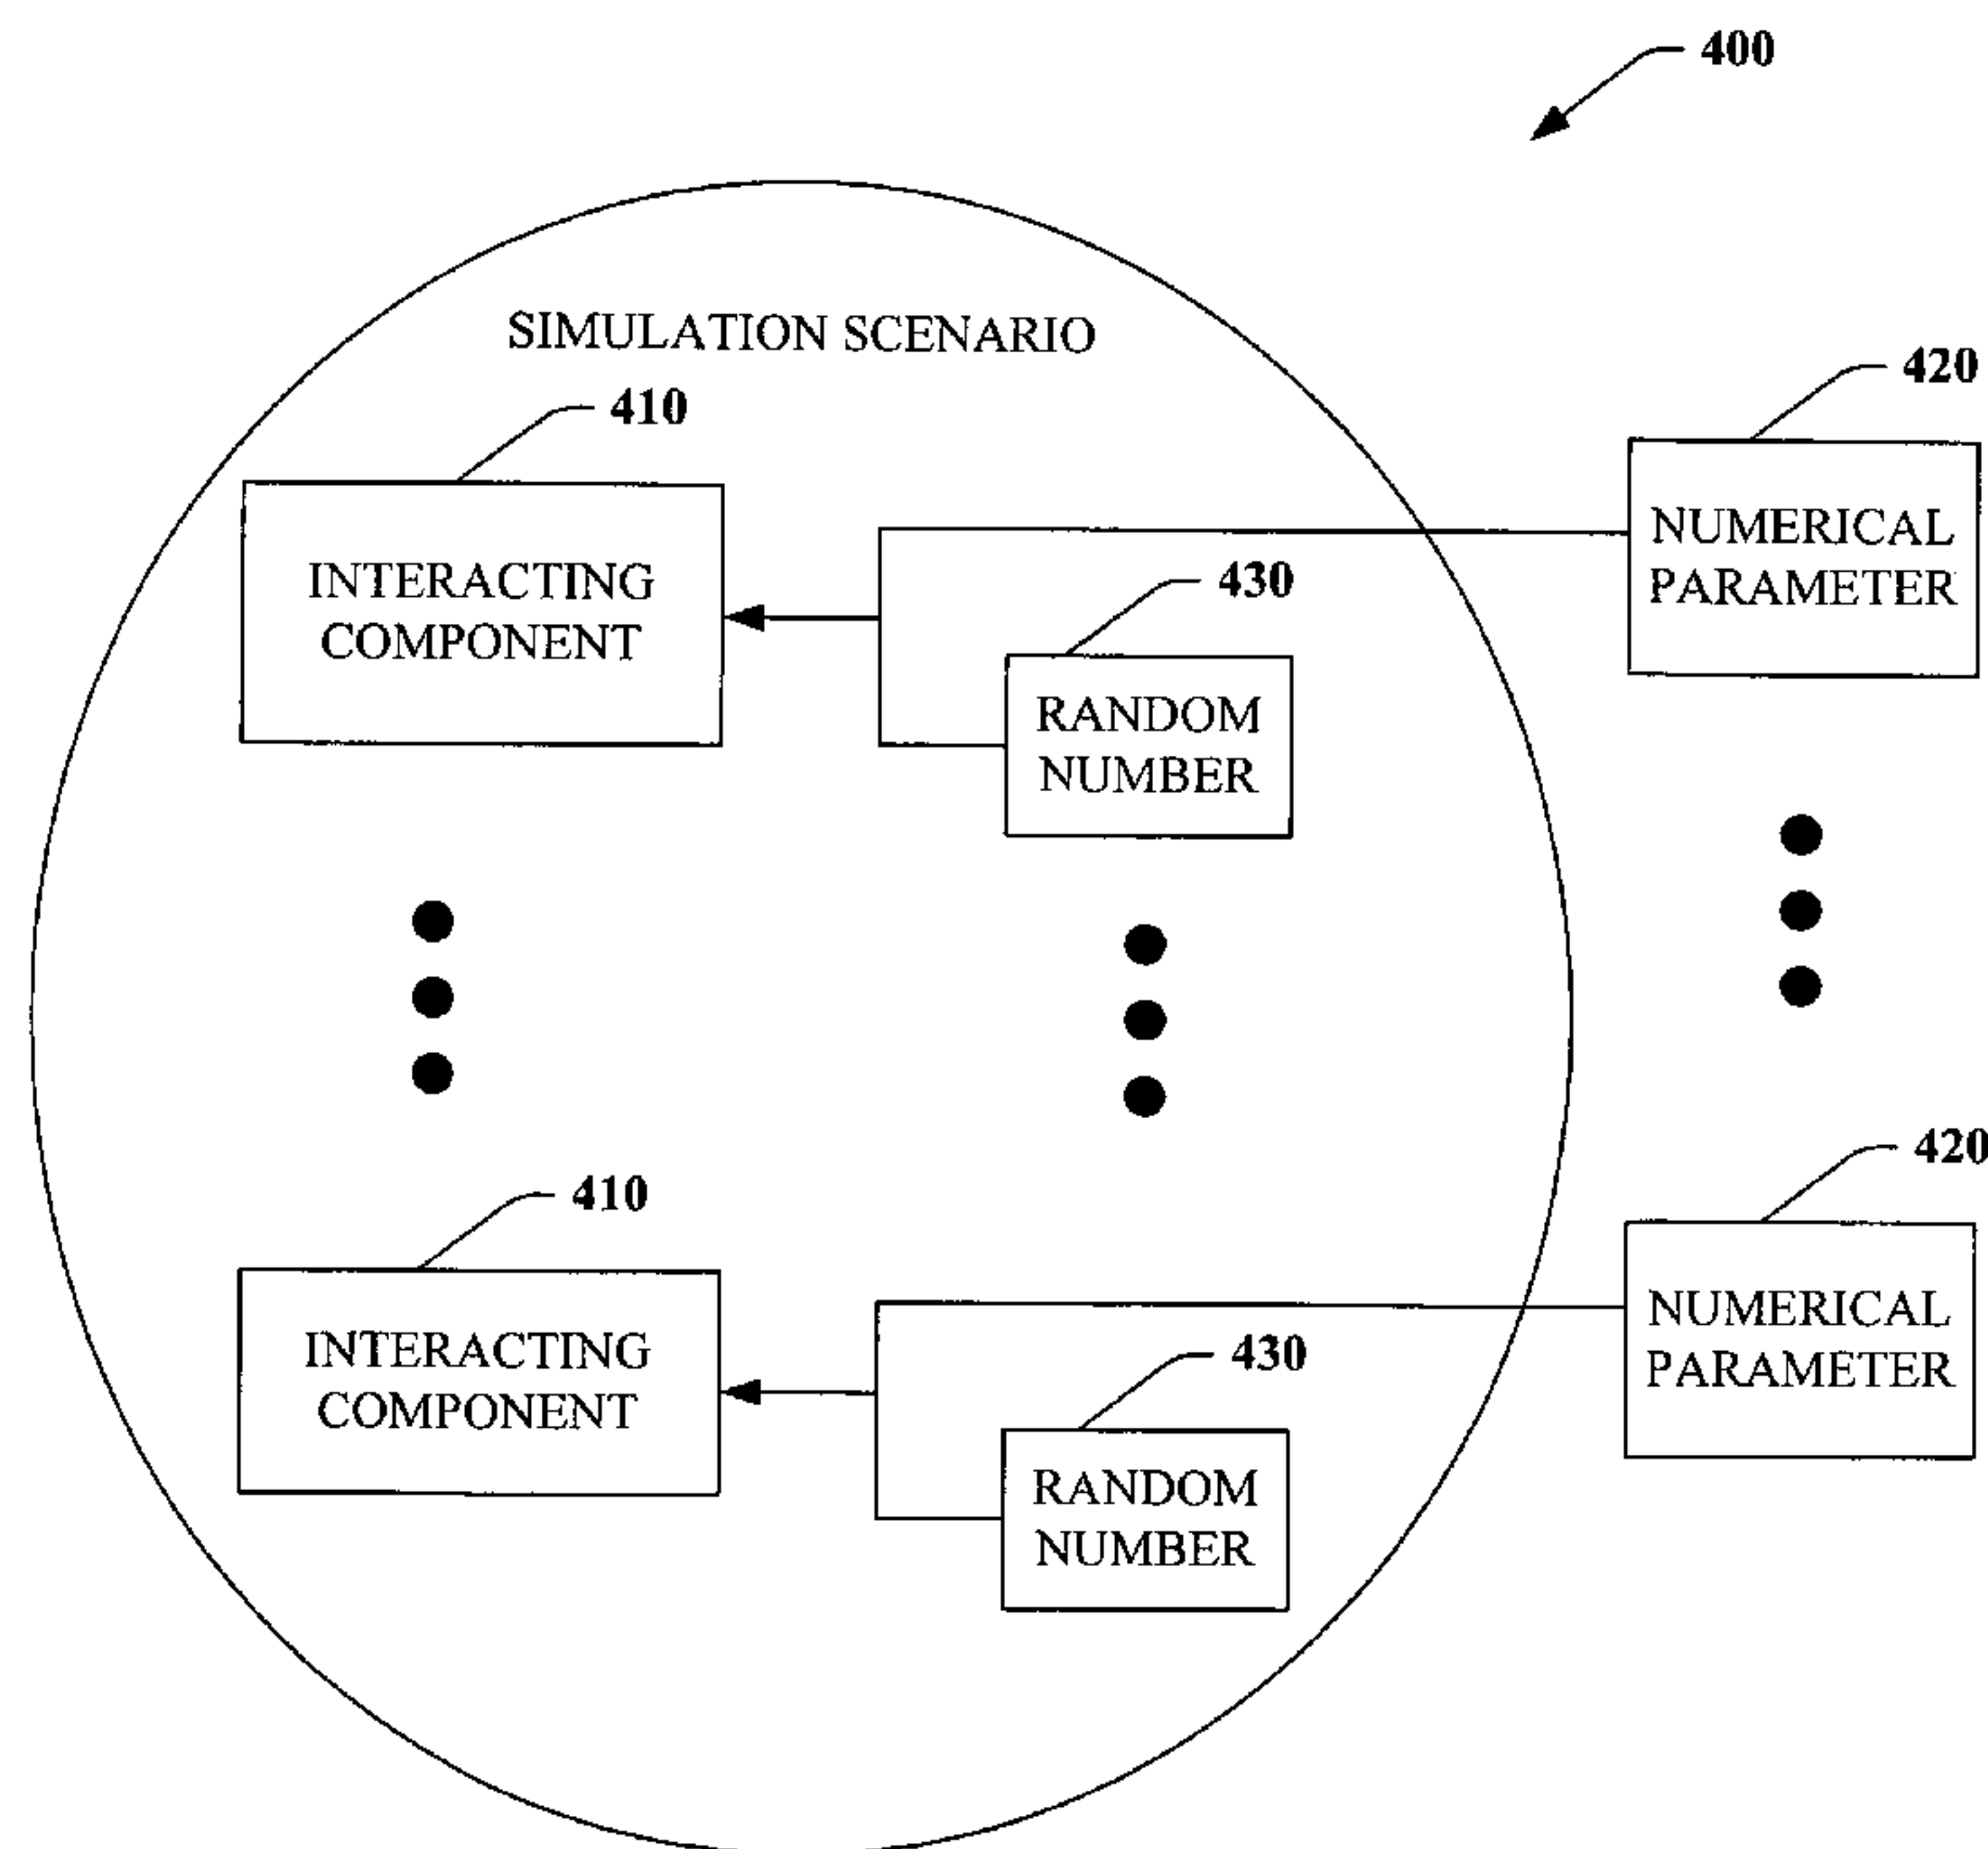 400
SIMULATION SCENARIO
410
420
INTERACTING
COMPONENT
NUMERICAL
PARAMETER
430
RANDOM
NUMBER
410
420
INTERACTING
COMPONENT
NUMERICAL
PARAMETER
430
RANDOM
NUMBER